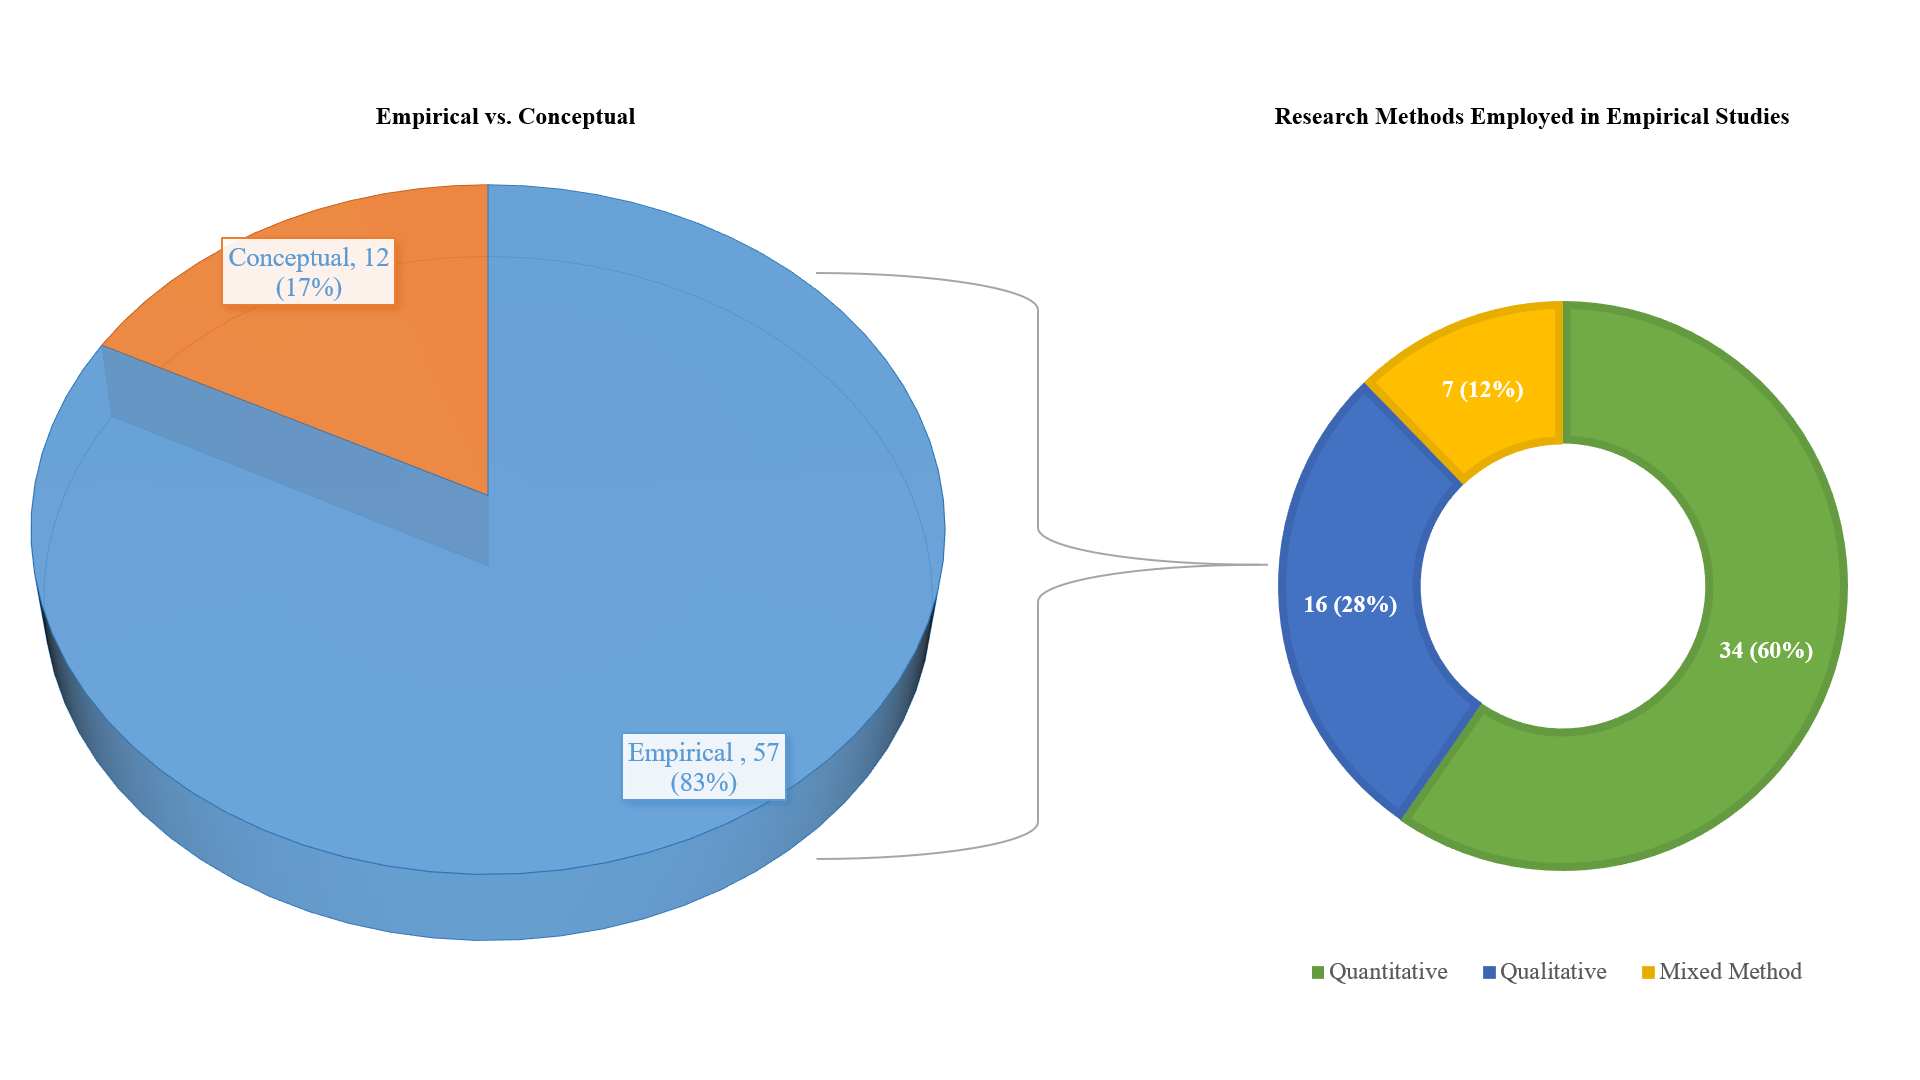 Empirical vs. Conceptual
Conceptual, 12
(17%)
Empirical , 57
(83%)
Research Methods Employed in Empirical Studies
7 (12%)
16 (28%)
34 (60%)
Quantitative
Qualitative
Mixed Method